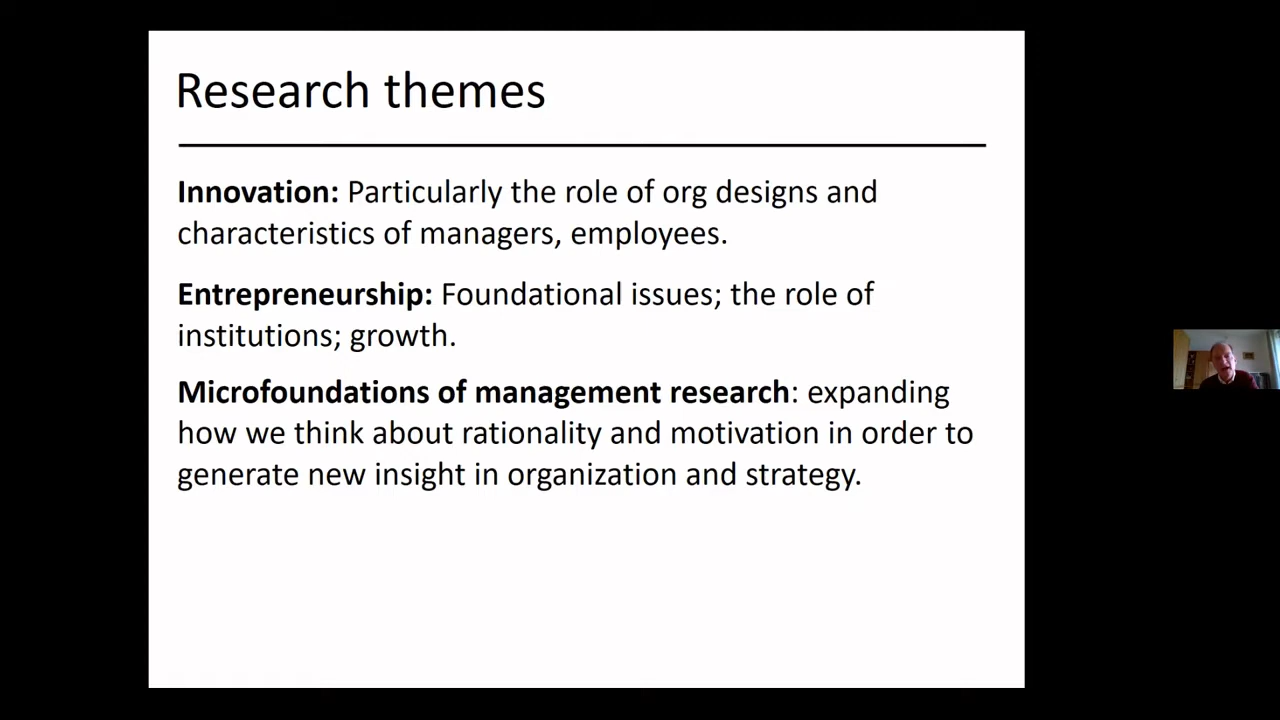 Research themes
Innovation: Particularly the role of org designs and
characteristics of managers, employees.
Entrepreneurship: Foundational issues; the role of
institutions; growth.
Microfoundations of management research: expanding
how we think about rationality and motivation in order to
generate new insight in organization and strategy.